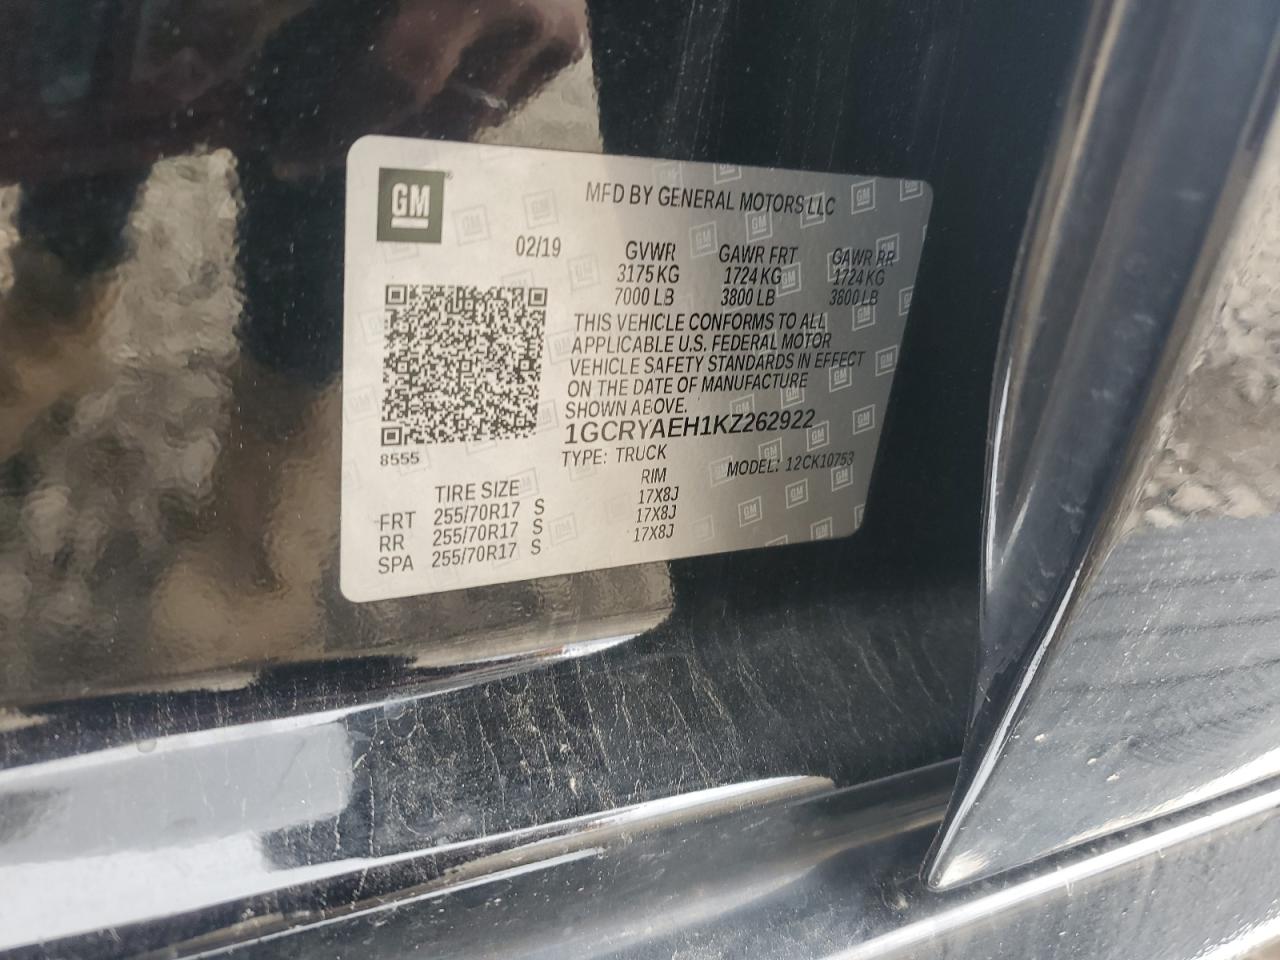 GM
MFD BY GENERAL MOTORS LLC
02/19 GVWR GAWR FRT GAWR RR
3175 KG 1724 KG 1724 KG
7000 LB 3800 LB 3800 LB
THIS VEHICLE CONFORMS TO ALL
APPLICABLE U.S. FEDERAL MOTOR
VEHICLE SAFETY STANDARDS IN EFFECT
ON THE DATE OF MANUFACTURE
SHOWN ABOVE.
1GCRYAEH1KZ262922
8555
TYPE: TRUCK MODEL: 12CK10753
TIRE SIZE RIM
FRT 255/70R17 S 17X8J
RR 255/70R17 S 17X8J
SPA 255/70R17 S 17X8J